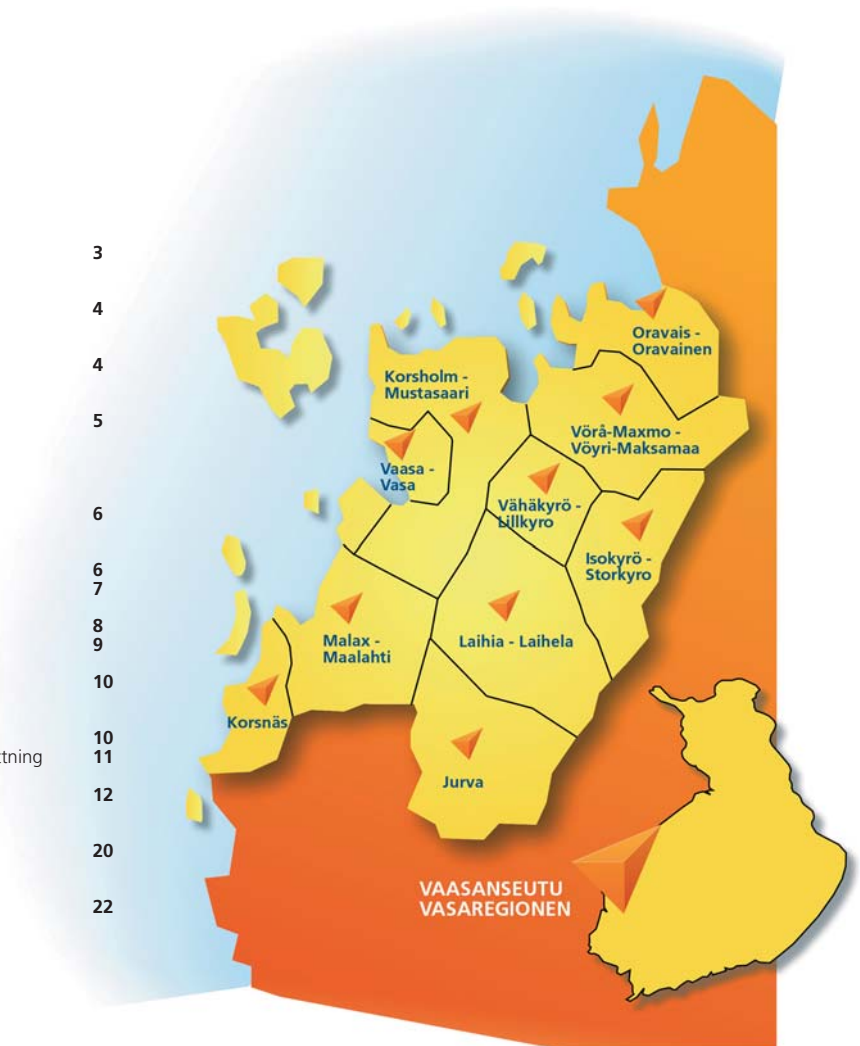 3
4
4
5
6
6
7
8
9
10
10
11
12
20
22
Oravais -
Oravainen
Korsholm -
Mustasaari
Vörå-Maxmo -
Vöyri-Maksamaa
Vaasa -
Vasa
Vähäkyrö -
Lillkyro
Isokyrö -
Storkyro
Malax -
Maalahti
Laihia - Laihela
Korsnäs
Jurva
VAASANSEUTU
VASAREGIONEN